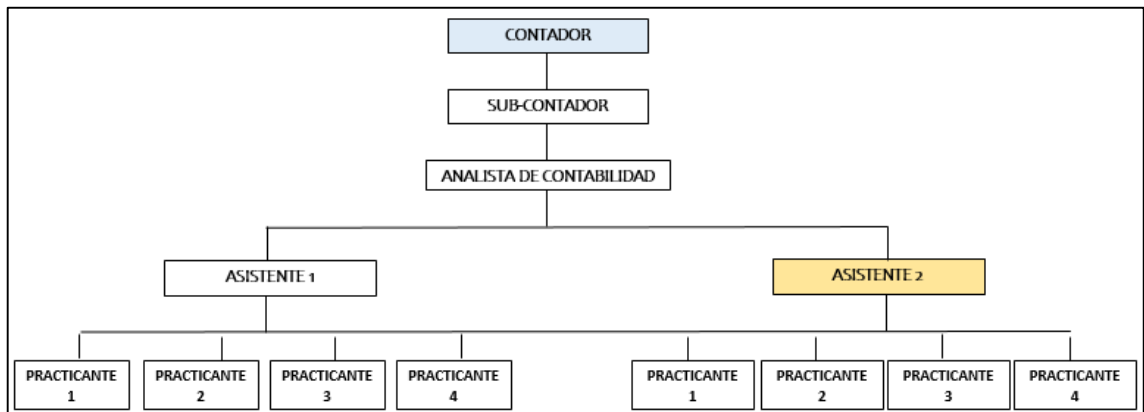 CONTADOR
SUB-CONTADOR
ANALISTA DE CONTABILIDAD
ASISTENTE 1
ASISTENTE 2
PRACTICANTE
1
PRACTICANTE
2
PRACTICANTE
3
PRACTICANTE
4
PRACTICANTE
1
PRACTICANTE
2
PRACTICANTE
3
PRACTICANTE
4